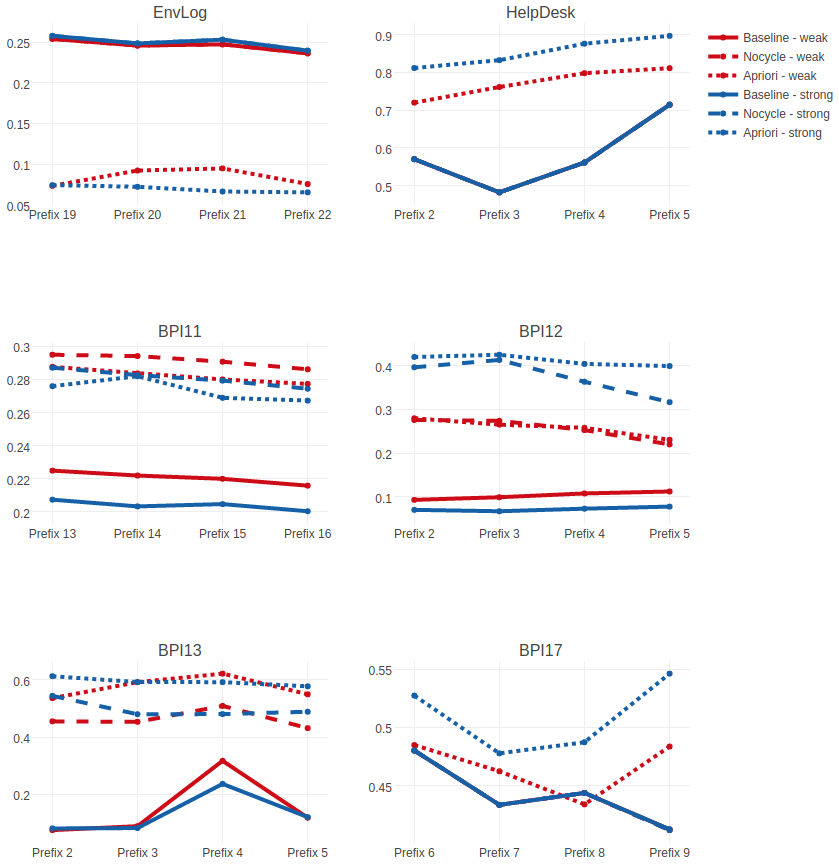 EnvLog
0.25
0.2
0.15
0.1
0.05
Prefix 19 Prefix 20 Prefix 21 Prefix 22
HelpDesk
0.9
0.8
0.7
0.6
0.5
Prefix 2 Prefix 3 Prefix 4 Prefix 5
Baseline - weak
Nocycle - weak
Apriori - weak
Baseline - strong
Nocycle - strong
Apriori - strong
BPI11
0.3
0.28
0.26
0.24
0.22
0.2
Prefix 13 Prefix 14 Prefix 15 Prefix 16
BPI12
0.4
0.3
0.2
0.1
Prefix 2 Prefix 3 Prefix 4 Prefix 5
BPI13
0.6
0.4
0.2
Prefix 2 Prefix 3 Prefix 4 Prefix 5
BPI17
0.55
0.5
0.45
Prefix 6 Prefix 7 Prefix 8 Prefix 9